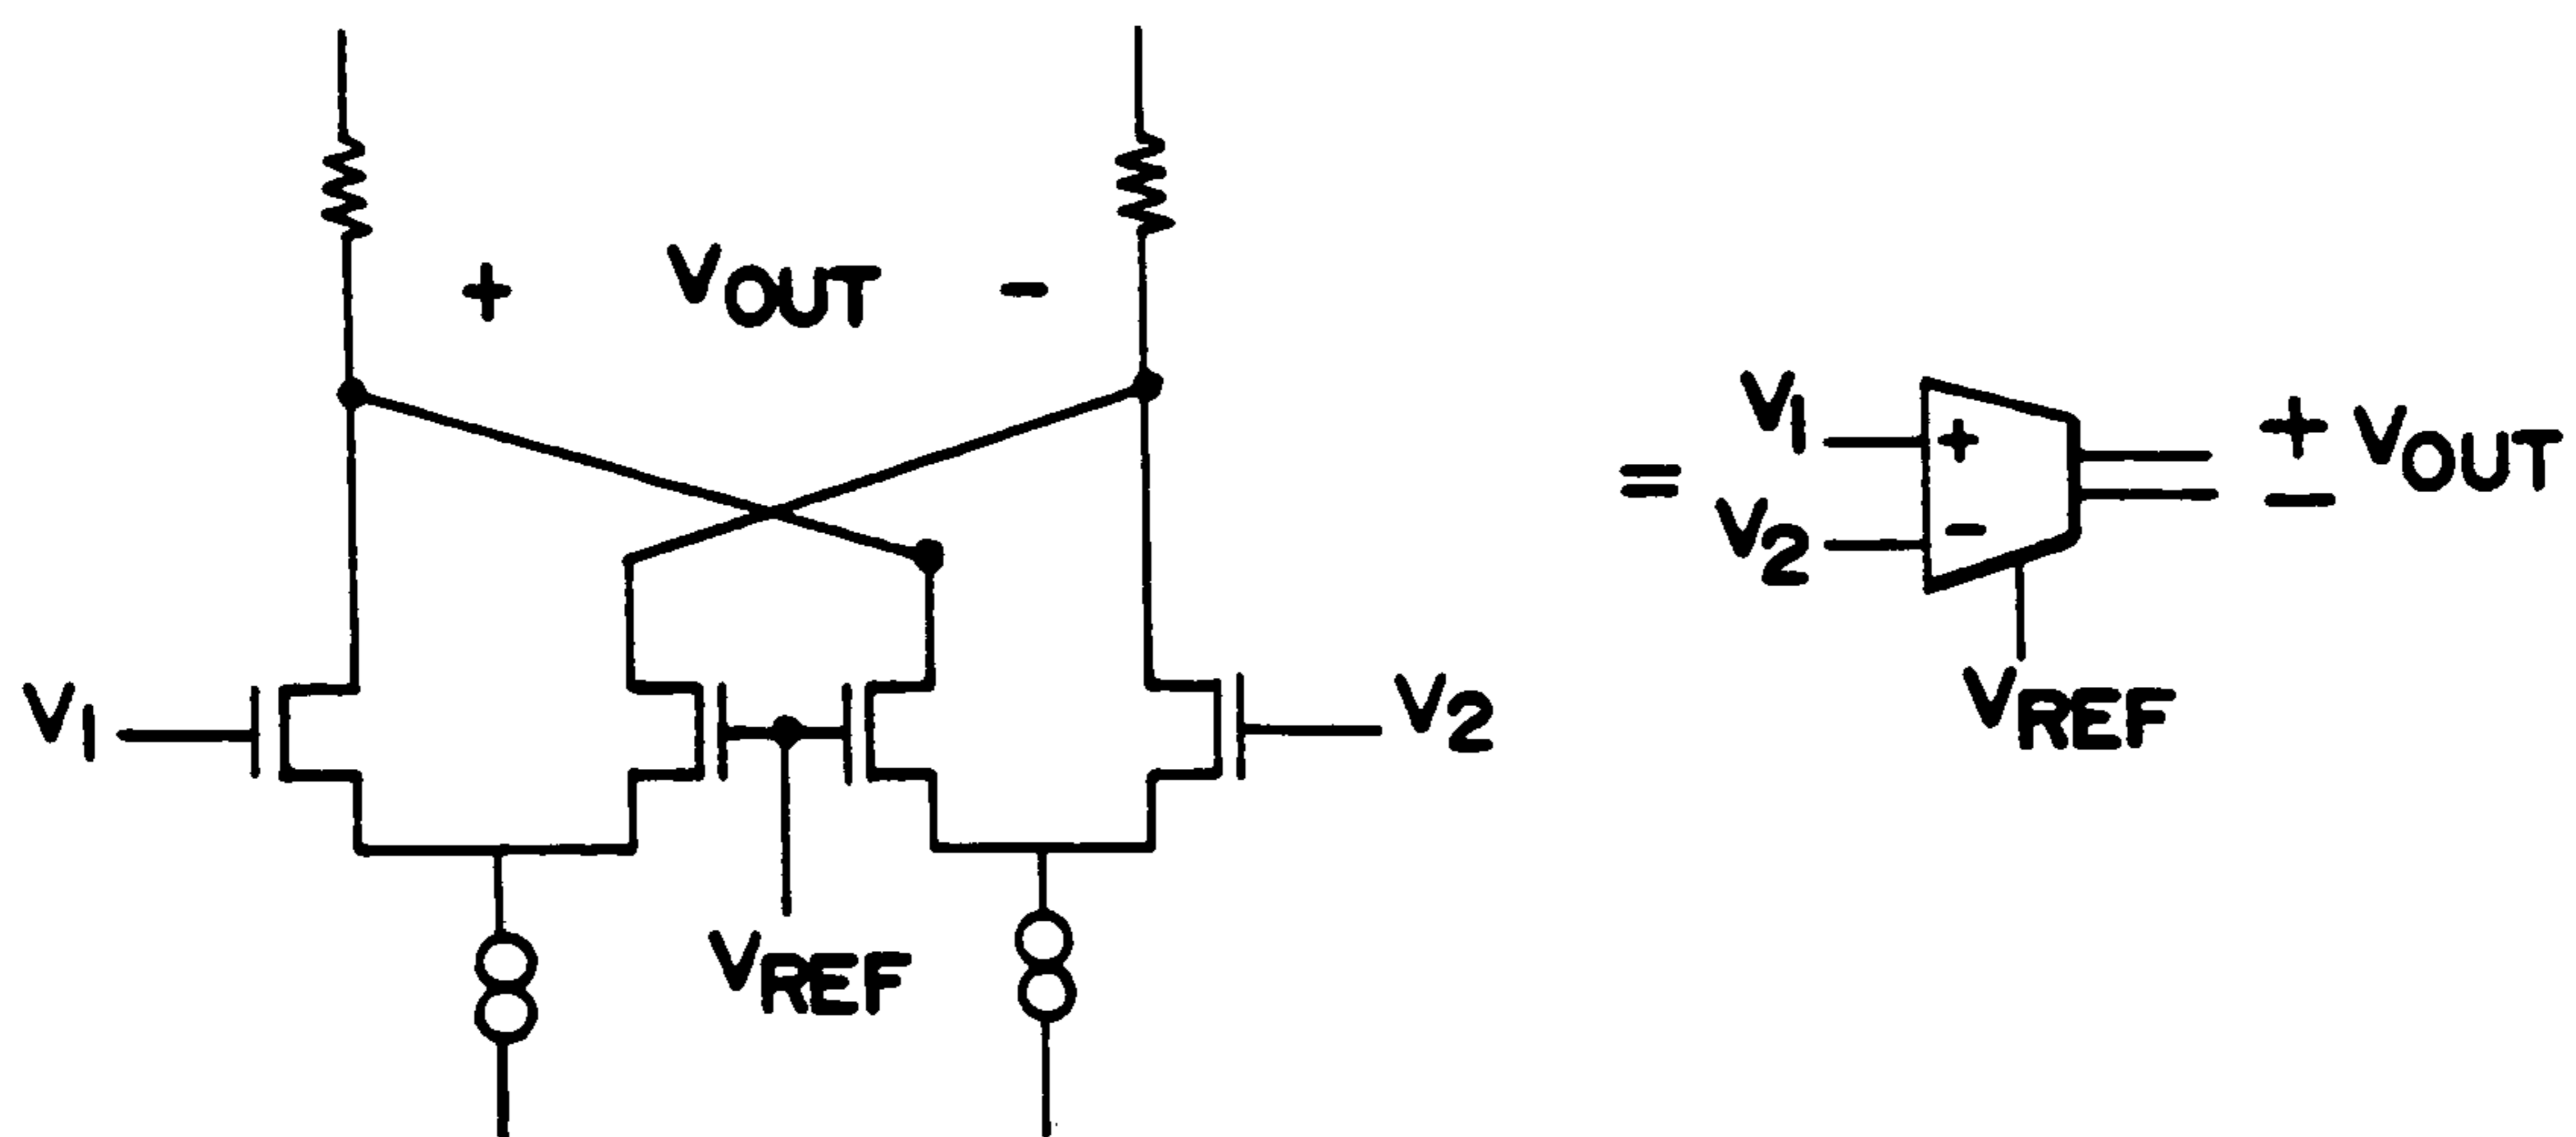 + VOUT -
V1
V2
VREF
=
V1 + + VOUT
V2 - -
VREF